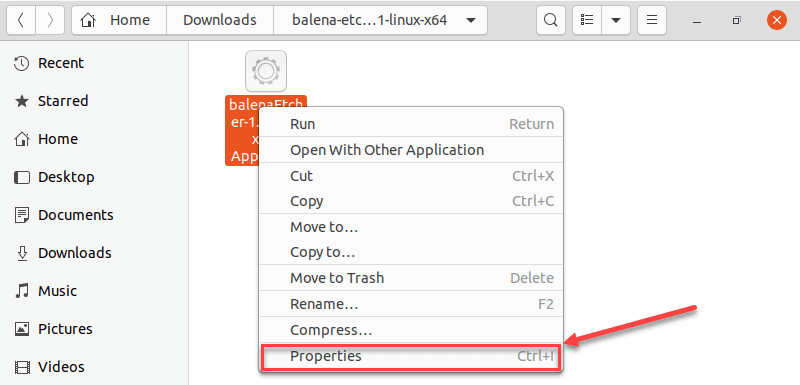 Home
Downloads
balena-etc...1-linux-x64
Recent
Starred
Home
Desktop
Documents
Downloads
Music
Pictures
Videos
balenaEtch
er-1.
x
App
Run Return
Open With Other Application
Cut Ctrl+X
Copy Ctrl+C
Move to...
Copy to...
Move to Trash Delete
Rename... F2
Compress...
Properties Ctrl+I